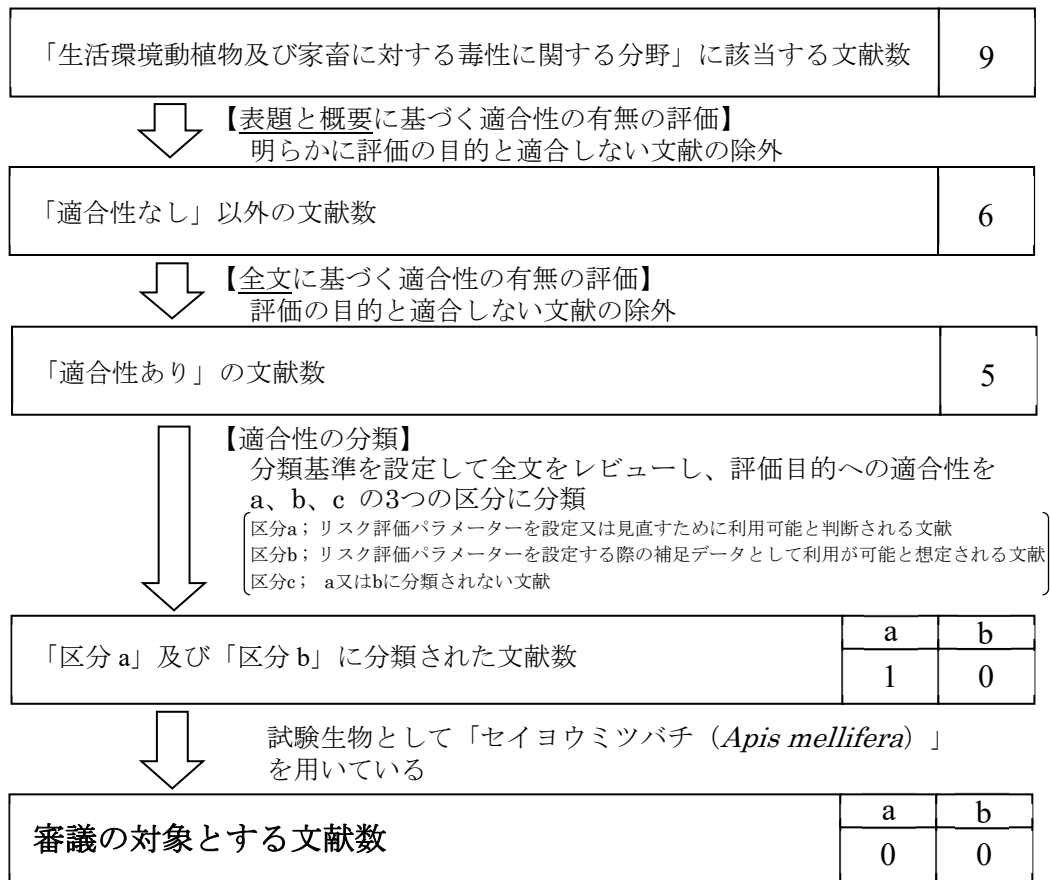 「生活環境動植物及び家畜に対する毒性に関する分野」に該当する文献数 9
【表題と概要に基づく適合性の有無の評価】
明らかに評価の目的と適合しない文献の除外
「適合性なし」以外の文献数 6
【全文に基づく適合性の有無の評価】
評価の目的と適合しない文献の除外
「適合性あり」の文献数 5
【適合性の分類】
分類基準を設定して全文をレビューし、評価目的への適合性を
a、b、c の3つの区分に分類
区分a；リスク評価パラメーターを設定又は見直すために利用可能と判断される文献
区分b；リスク評価パラメーターを設定する際の補足データとして利用が可能と想定される文献
区分c； a又はbに分類されない文献
a b
「区分 a」及び「区分 b」に分類された文献数 1 0
試験生物として「セイヨウミツバチ（Apis mellifera）」
を用いている
a b
審議の対象とする文献数 0 0